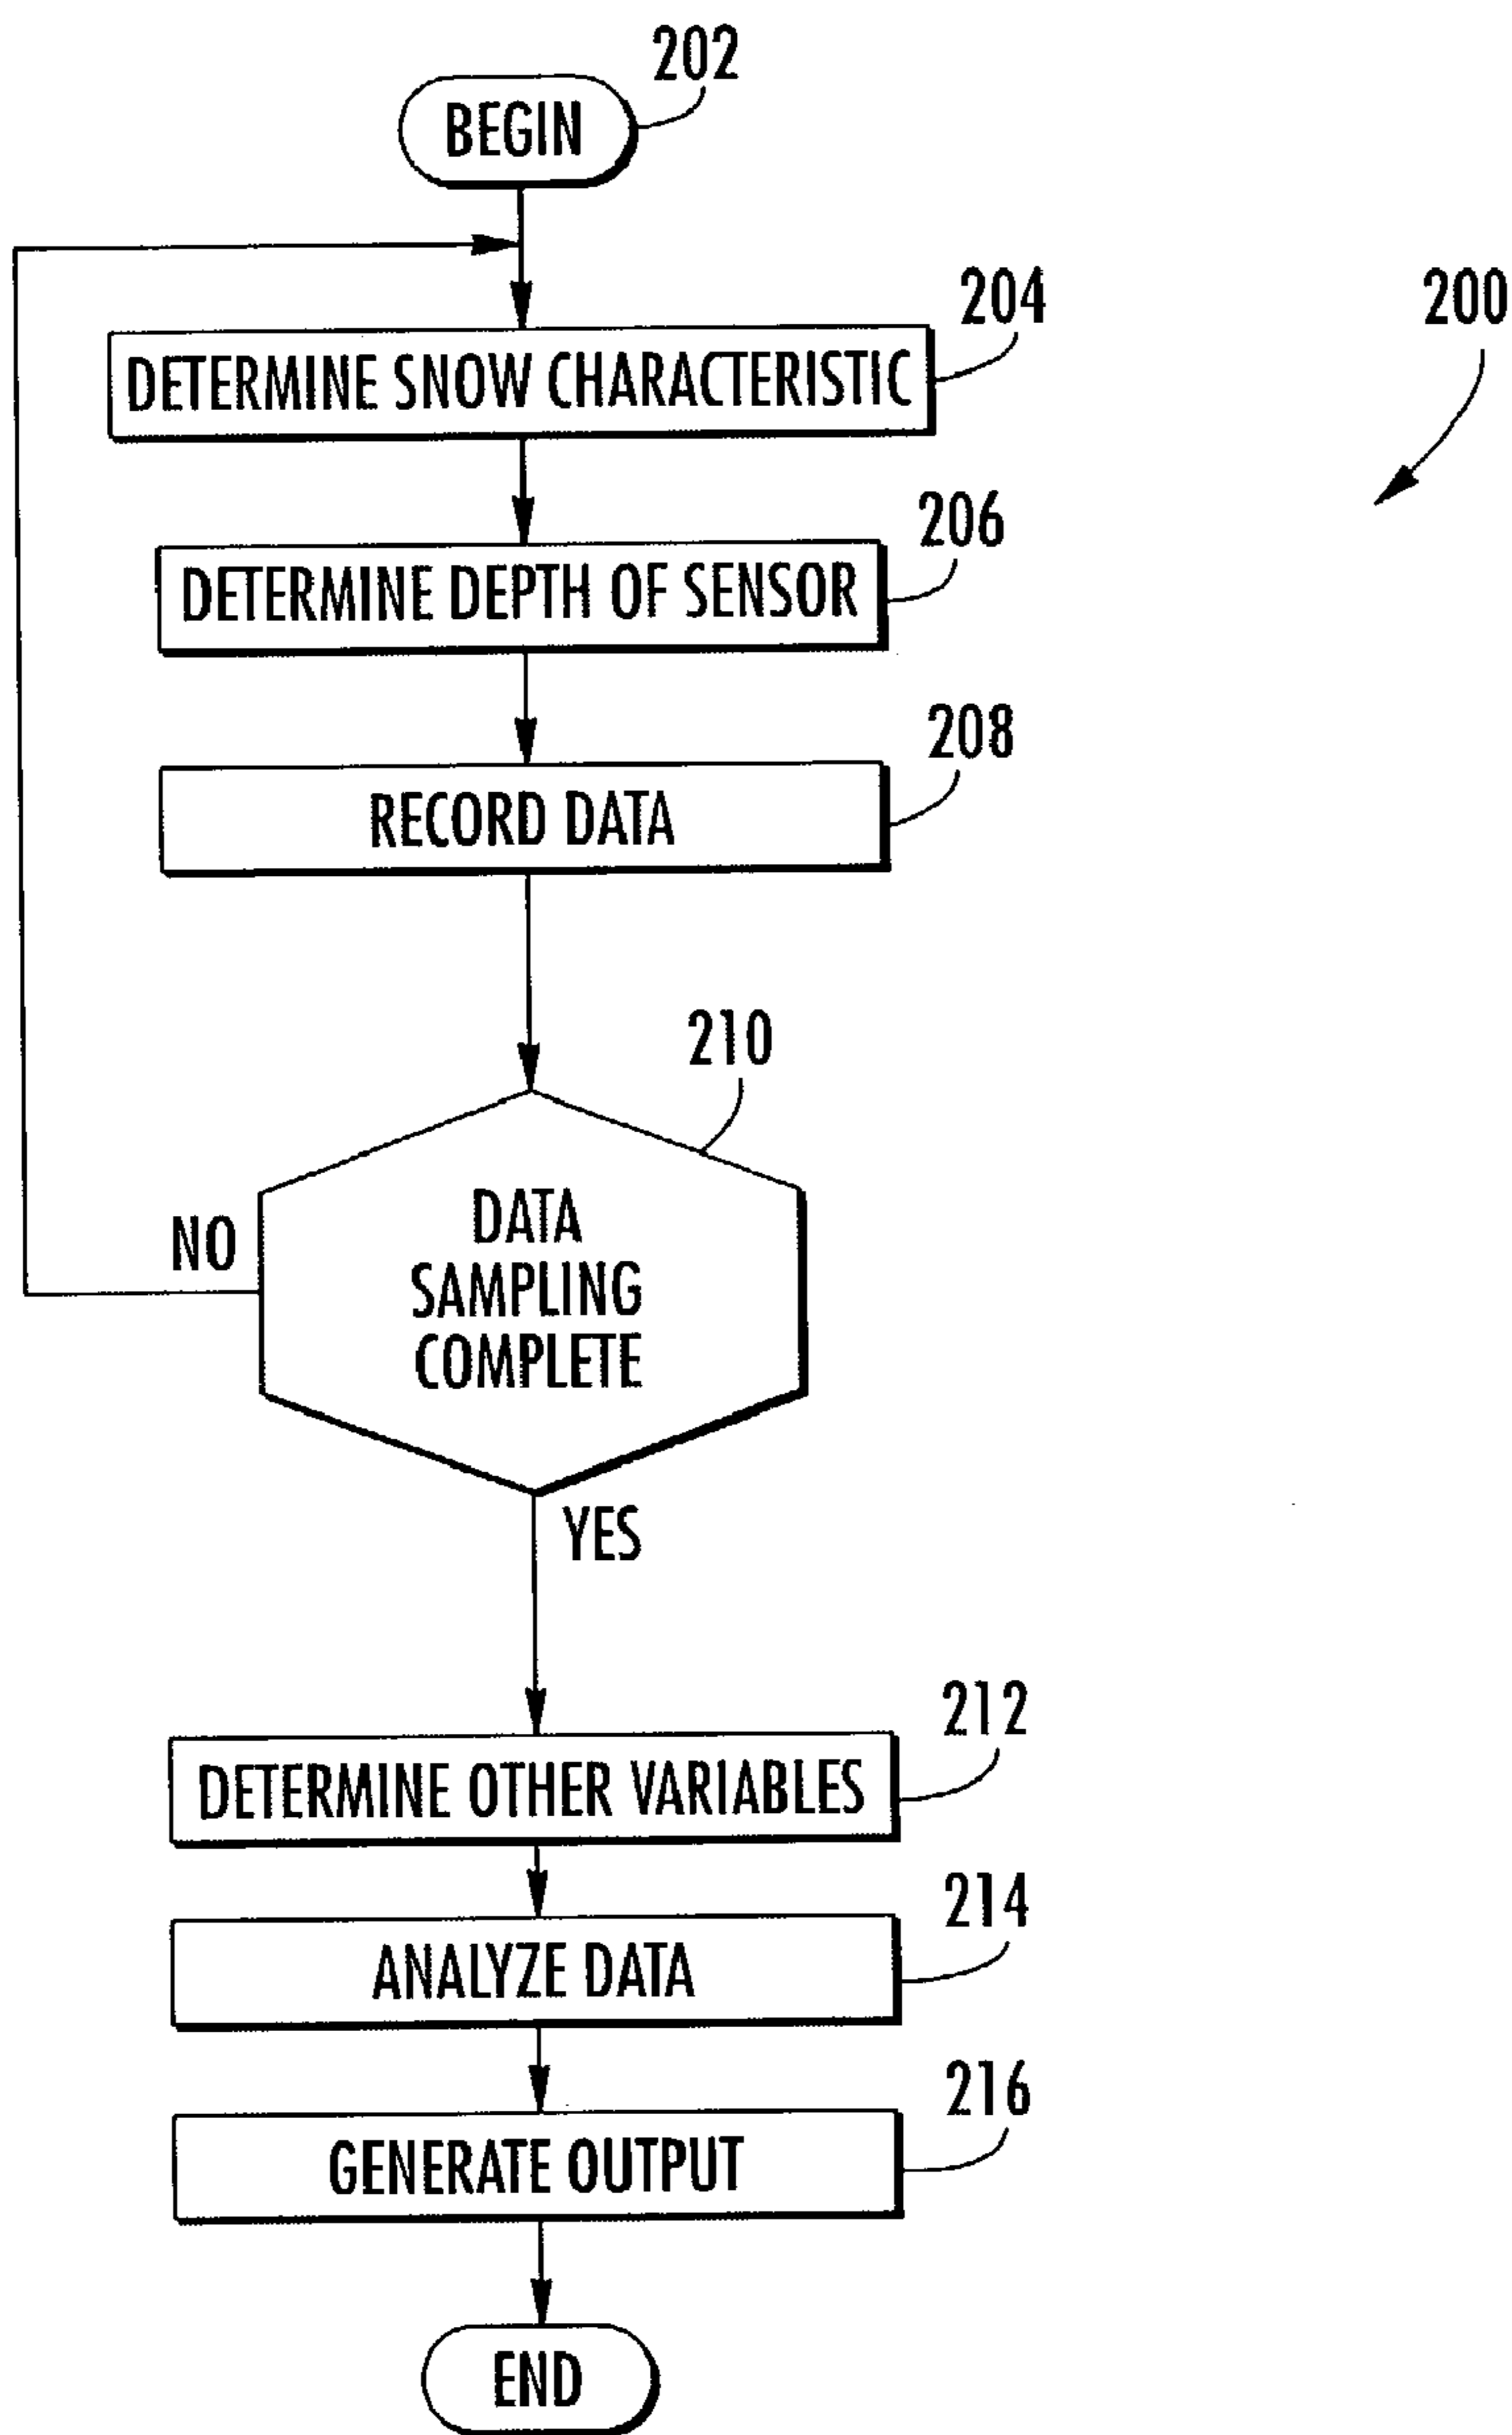 202
BEGIN
204
200
DETERMINE SNOW CHARACTERISTIC
206
DETERMINE DEPTH OF SENSOR
208
RECORD DATA
210
DATA
SAMPLING
COMPLETE
NO
YES
212
DETERMINE OTHER VARIABLES
214
ANALYZE DATA
216
GENERATE OUTPUT
END